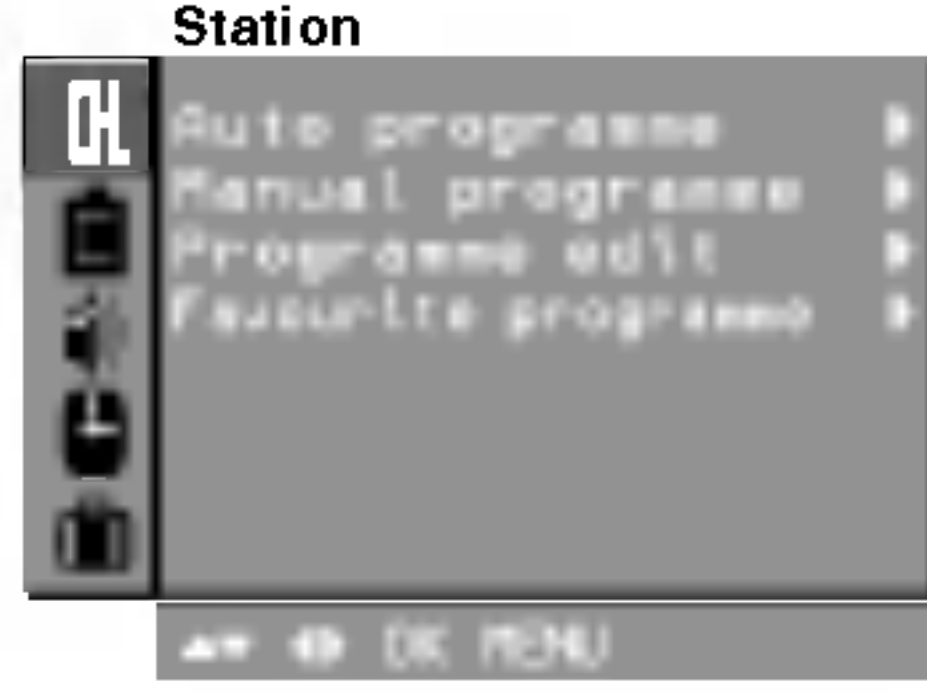 Station
CH
Auto programme
Manual programme
Programme edit
Favourite programme
OK MENU